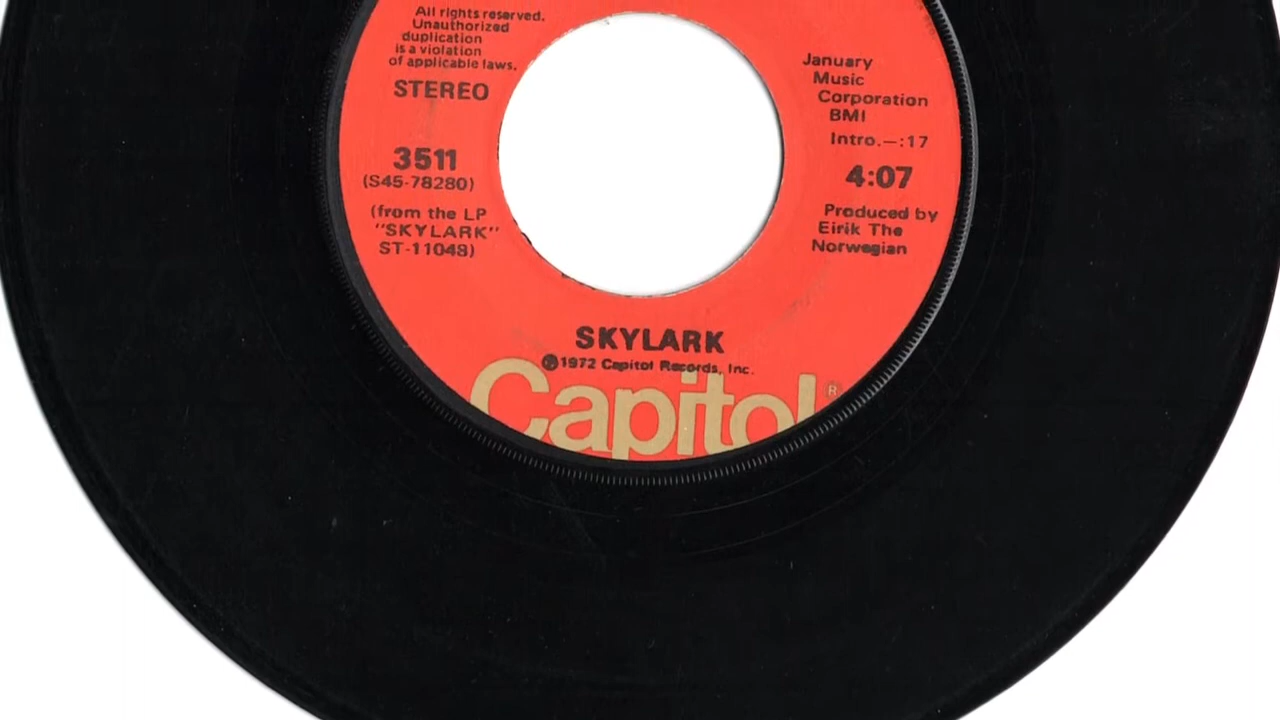 All rights reserved.
Unauthorized
duplication
is a violation
of applicable laws.
STEREO
3511
(S45-78280)
(from the LP
"SKYLARK"
ST-11048)
January
Music
Corporation
BMI
Intro.—:17
4:07
Produced by
Eirik The
Norwegian
SKYLARK
℗1972 Capitol Records, Inc.
Capitol®